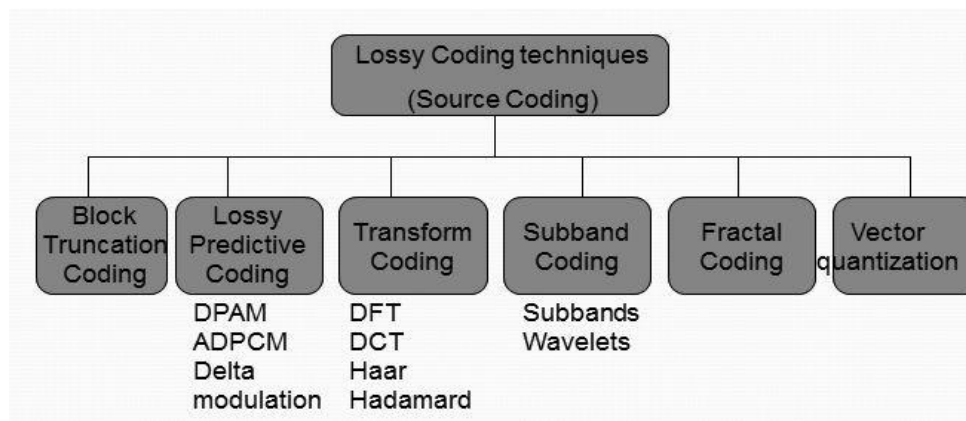 Lossy Coding techniques
(Source Coding)
Block
Truncation
Coding
Lossy
Predictive
Coding
Transform
Coding
Subband
Coding
Fractal
Coding
Vector
quantization
DPAM
ADPCM
Delta
modulation
DFT
DCT
Haar
Hadamard
Subbands
Wavelets